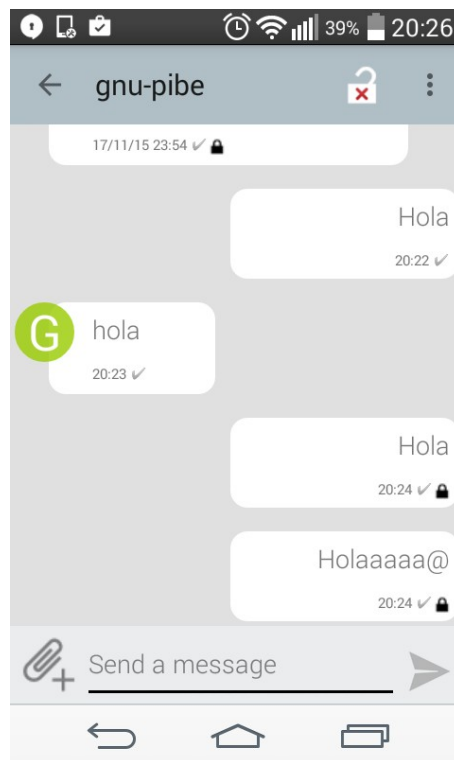 39% 20:26
gnu-pibe
17/11/15 23:54
Hola
20:22
G
hola
20:23
Hola
20:24
Holaaaaa@
20:24
Send a message